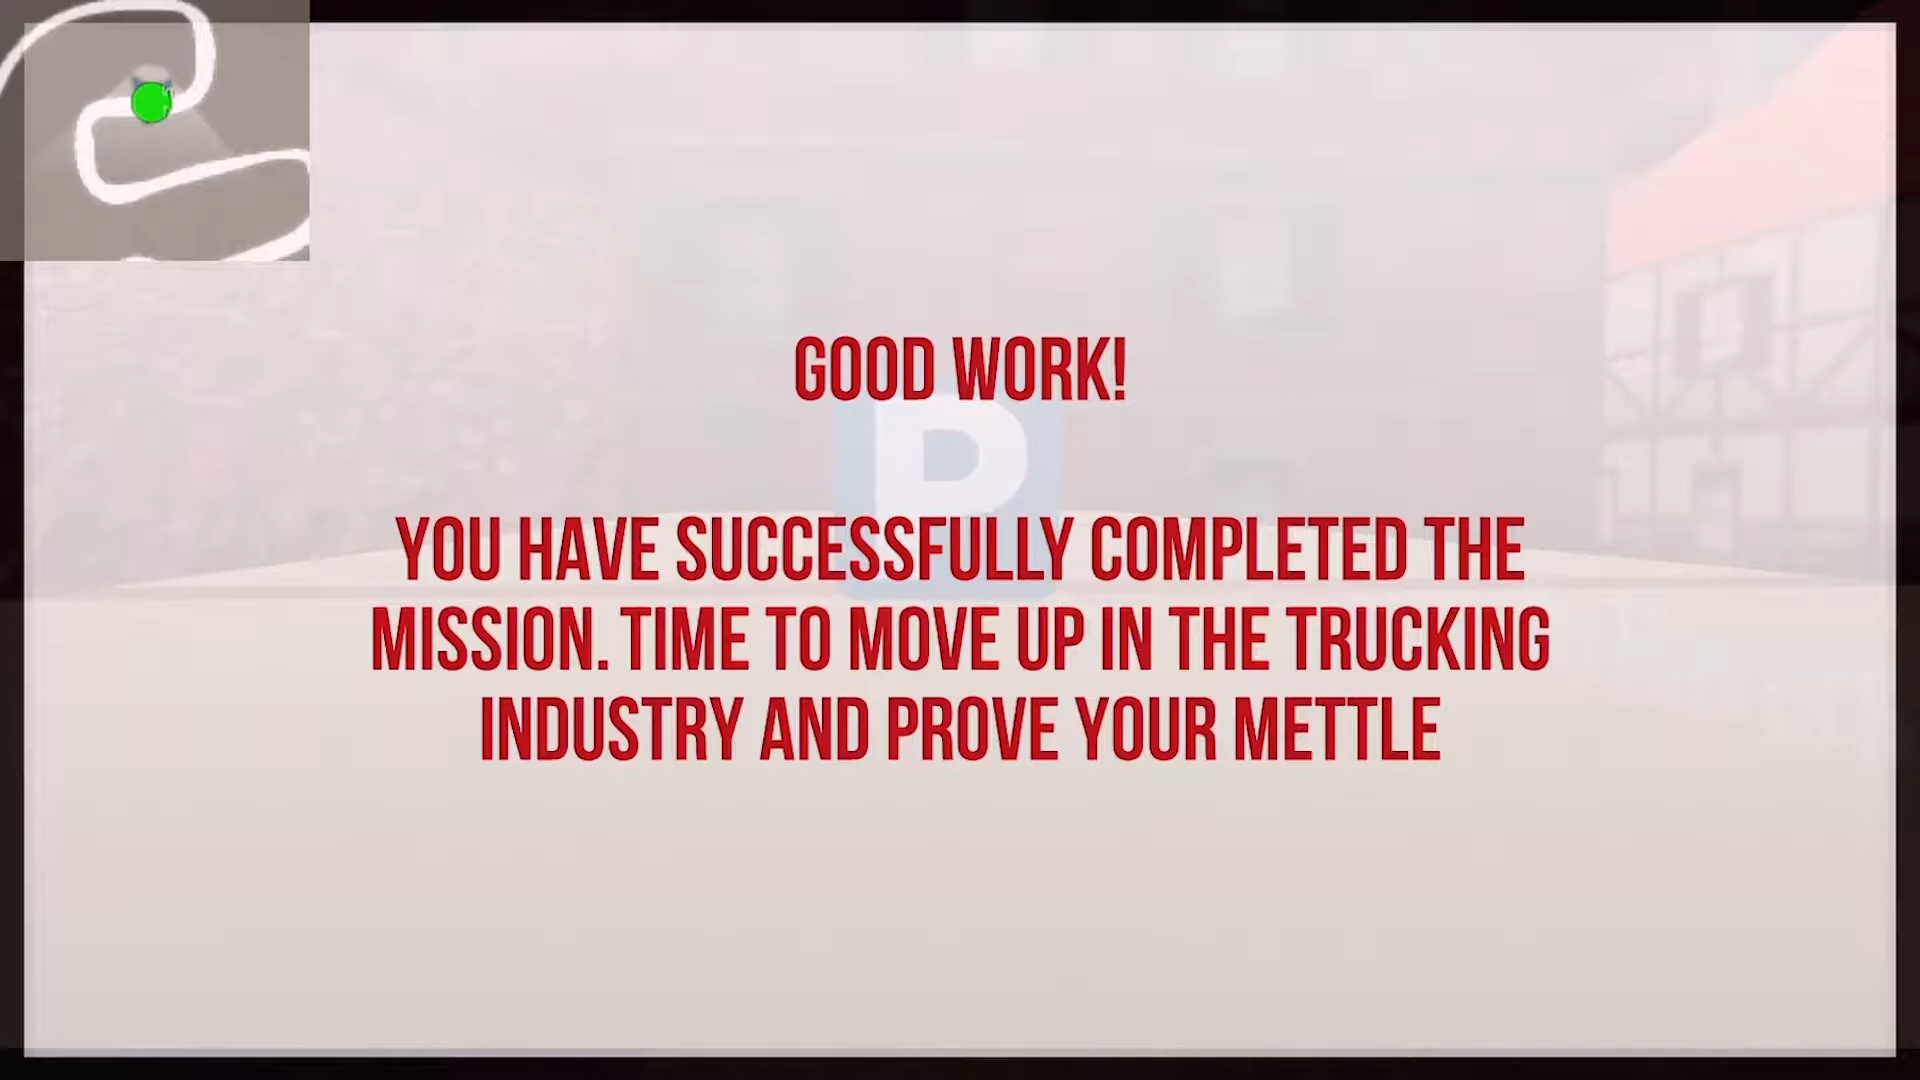 GOOD WORK!
P
YOU HAVE SUCCESSFULLY COMPLETED THE
MISSION. TIME TO MOVE UP IN THE TRUCKING
INDUSTRY AND PROVE YOUR METTLE